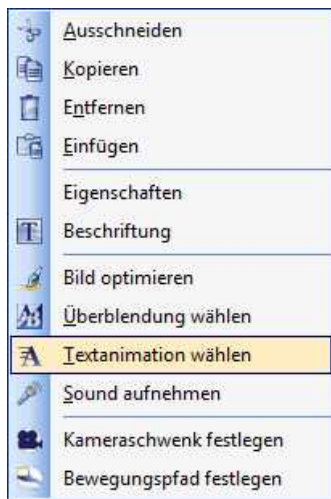 Ausschneiden
Kopieren
Entfernen
Einfügen
Eigenschaften
Beschriftung
Bild optimieren
Überblendung wählen
Textanimation wählen
Sound aufnehmen
Kameraschwenk festlegen
Bewegungspfad festlegen